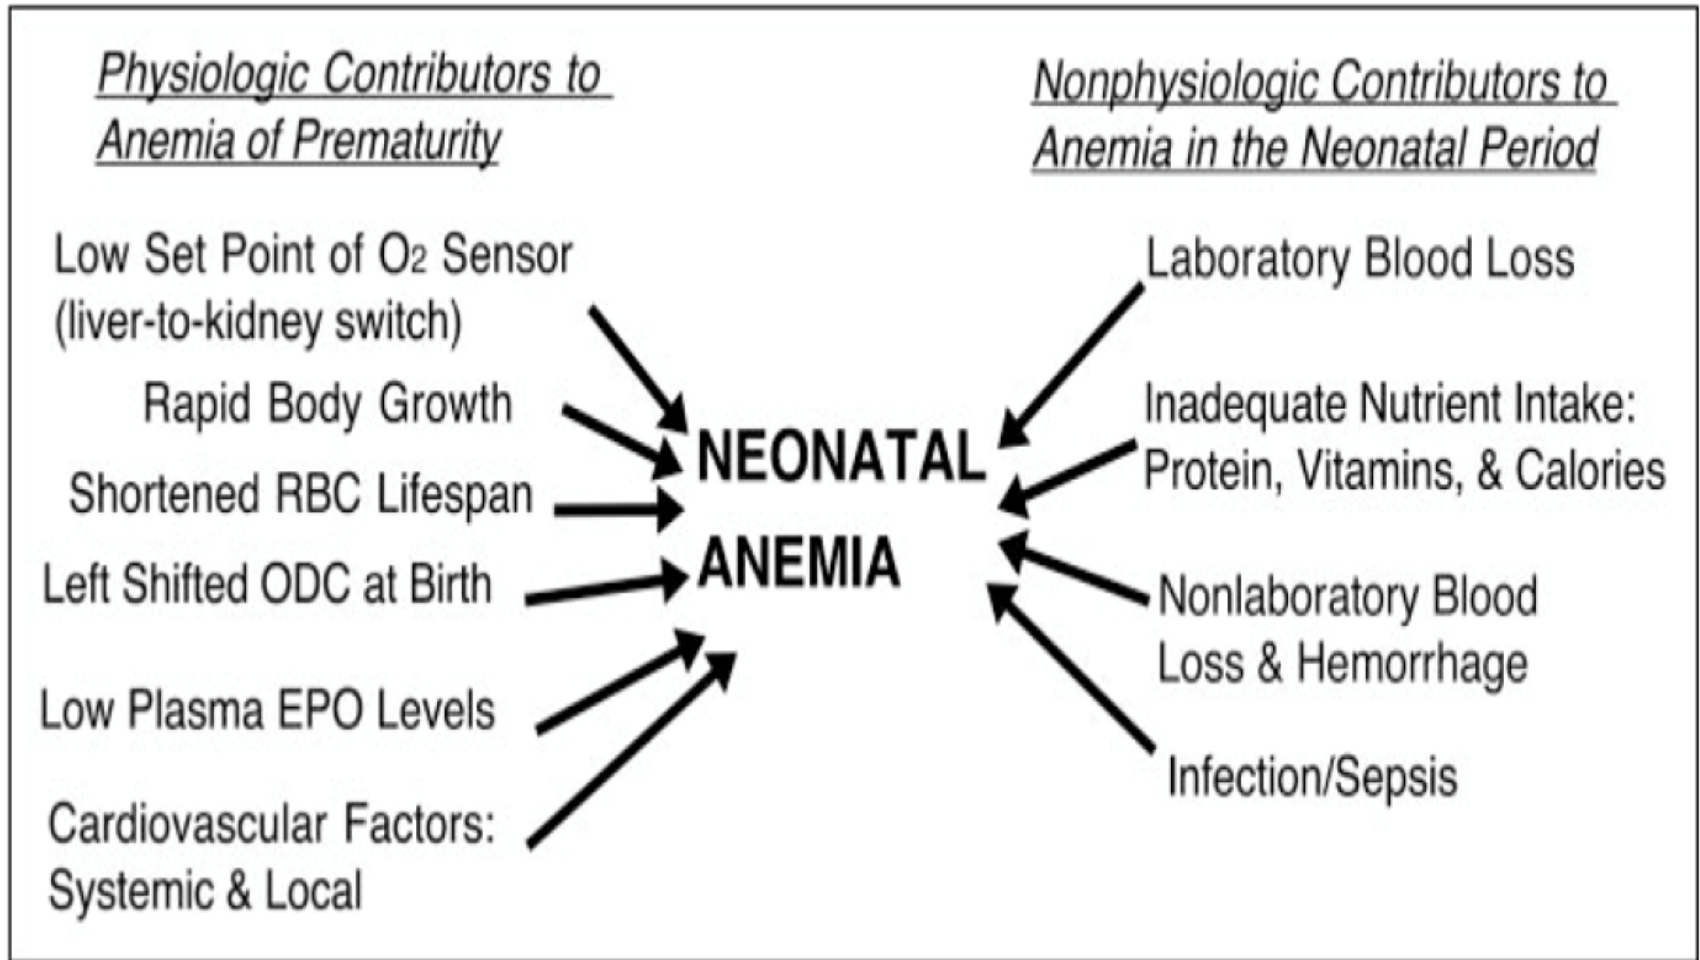 Physiologic Contributors to
Anemia of Prematurity
Low Set Point of O2 Sensor
(liver-to-kidney switch)
Rapid Body Growth
Shortened RBC Lifespan
Left Shifted ODC at Birth
Low Plasma EPO Levels
Cardiovascular Factors:
Systemic & Local
NEONATAL
ANEMIA
Nonphysiologic Contributors to
Anemia in the Neonatal Period
Laboratory Blood Loss
Inadequate Nutrient Intake:
Protein, Vitamins, & Calories
Nonlaboratory Blood
Loss & Hemorrhage
Infection/Sepsis